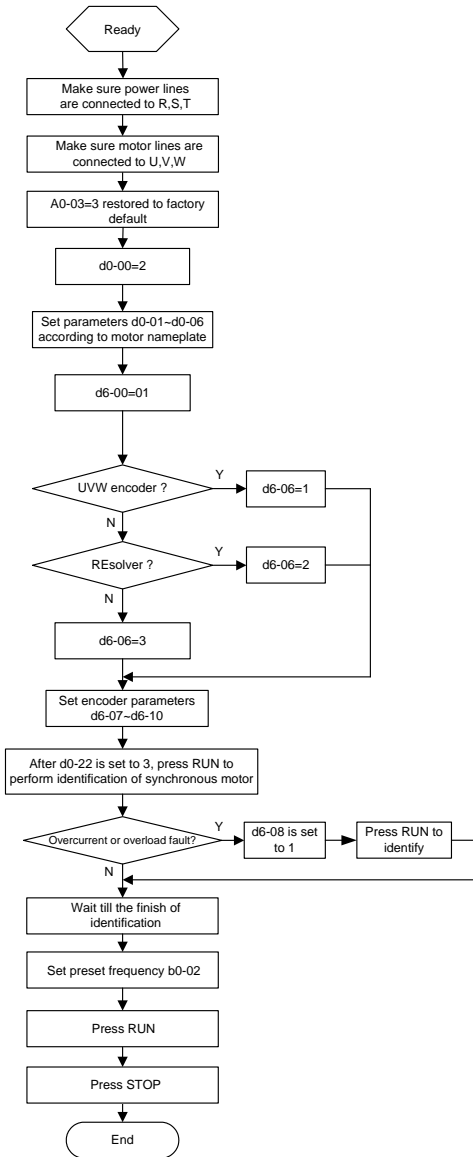 Ready
Make sure power lines
are connected to R,S,T
Make sure motor lines are
connected to U,V,W
A0-03=3 restored to factory
default
d0-00=2
Set parameters d0-01~d0-06
according to motor nameplate
d6-00=01
UVW encoder ?
Y
d6-06=1
N
REsolver ?
Y
d6-06=2
N
d6-06=3
Set encoder parameters
d6-07~d6-10
After d0-22 is set to 3, press RUN to
perform identification of synchronous motor
Overcurrent or overload fault?
Y
d6-08 is set
to 1
Press RUN to
identify
N
Wait till the finish of
identification
Set preset frequency b0-02
Press RUN
Press STOP
End